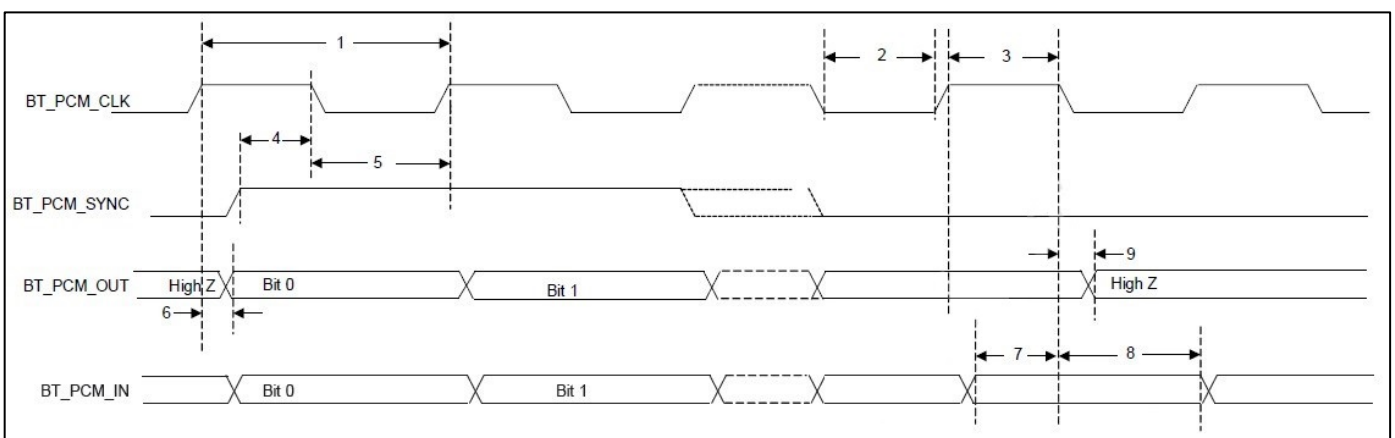 1
2
3
BT_PCM_CLK
4
5
BT_PCM_SYNC
9
BT_PCM_OUT
High Z
Bit 0
Bit 1
High Z
6
7
8
BT_PCM_IN
Bit 0
Bit 1